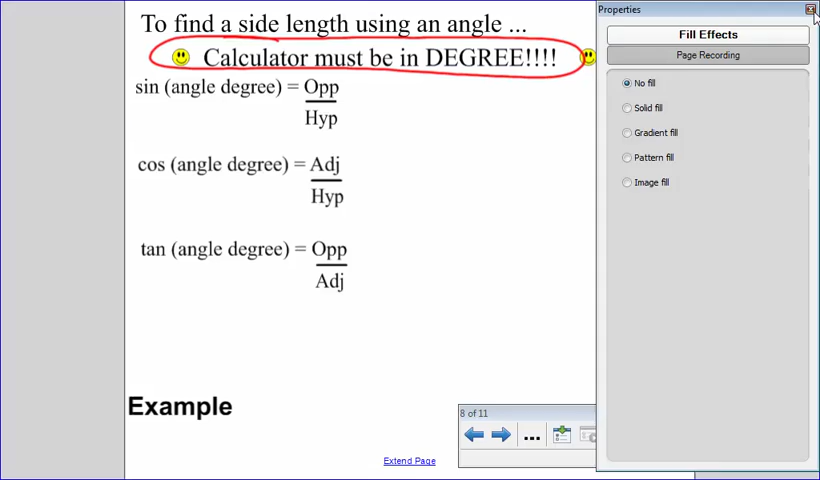 To find a side length using an angle ...
Calculator must be in DEGREE!!!!
sin (angle degree) = Opp
Hyp
cos (angle degree) = Adj
Hyp
tan (angle degree) = Opp
Adj
Example
Extend Page
8 of 11
...
Properties
Fill Effects
Page Recording
No fill
Solid fill
Gradient fill
Pattern fill
Image fill